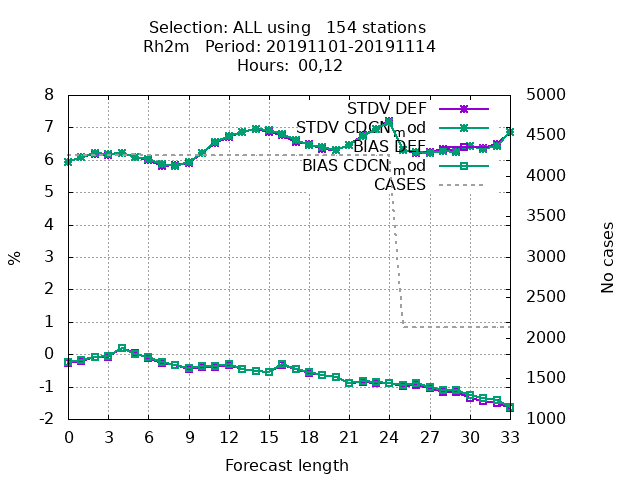 Selection: ALL using   154 stations
Rh2m   Period: 20191101-20191114
Hours:  00,12
8
7
6
5
4
3
2
1
0
-1
-2
%
STDV DEF
STDV CDCN_mod
BIAS DEF
BIAS CDCN_mod
CASES
5000
4500
4000
3500
3000
2500
2000
1500
1000
No cases
0 3 6 9 12 15 18 21 24 27 30 33
Forecast length